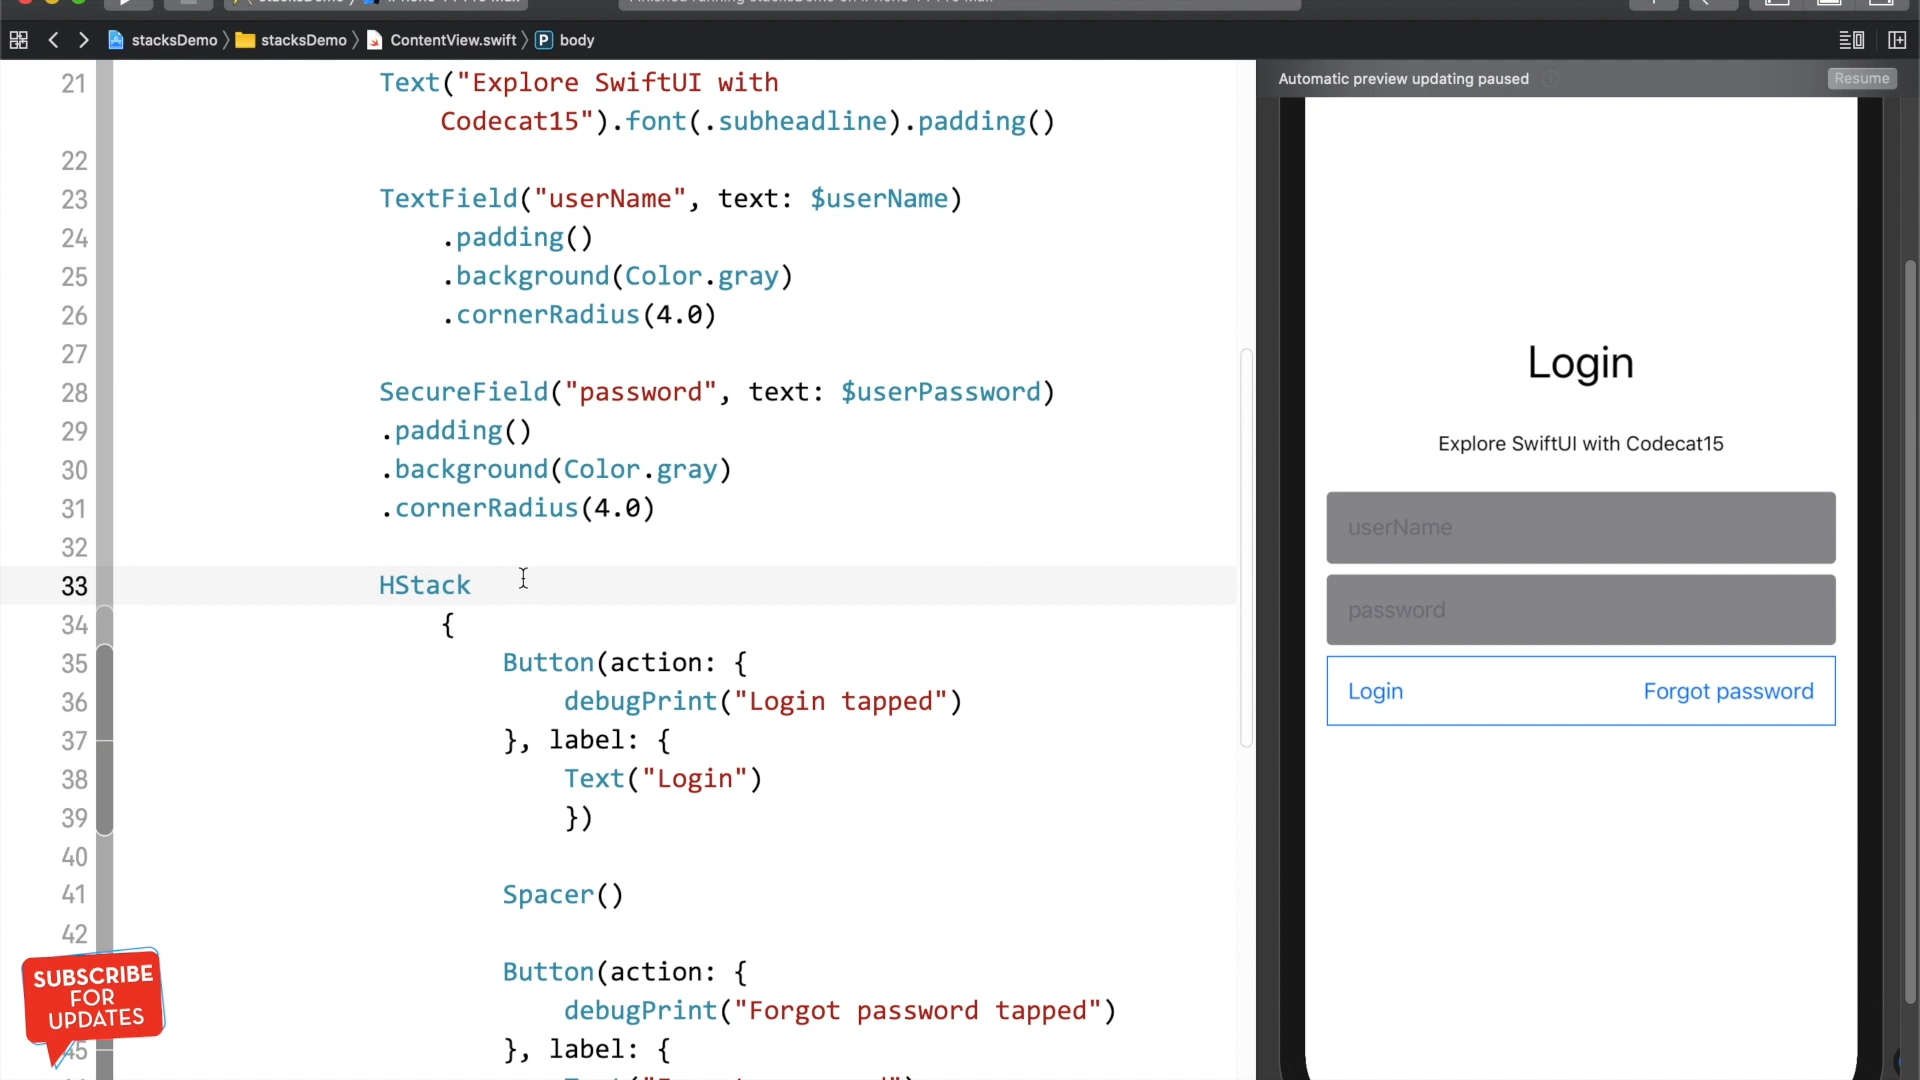 stacksDemo
stacksDemo
ContentView.swift
P
body
Automatic preview updating paused
Resume
21 Text("Explore SwiftUI with
Codecat15").font(.subheadline).padding()
22
23 TextField("userName", text: $userName)
24 .padding()
25 .background(Color.gray)
26 .cornerRadius(4.0)
27
28 SecureField("password", text: $userPassword)
29 .padding()
30 .background(Color.gray)
31 .cornerRadius(4.0)
32
33 HStack
34 {
35 Button(action: {
36 debugPrint("Login tapped")
37 }, label: {
38 Text("Login")
39 })
40
41 Spacer()
42
Button(action: {
debugPrint("Forgot password tapped")
45 }, label: {
SUBSCRIBE
FOR
UPDATES
Login
Explore SwiftUI with Codecat15
userName
password
Login Forgot password